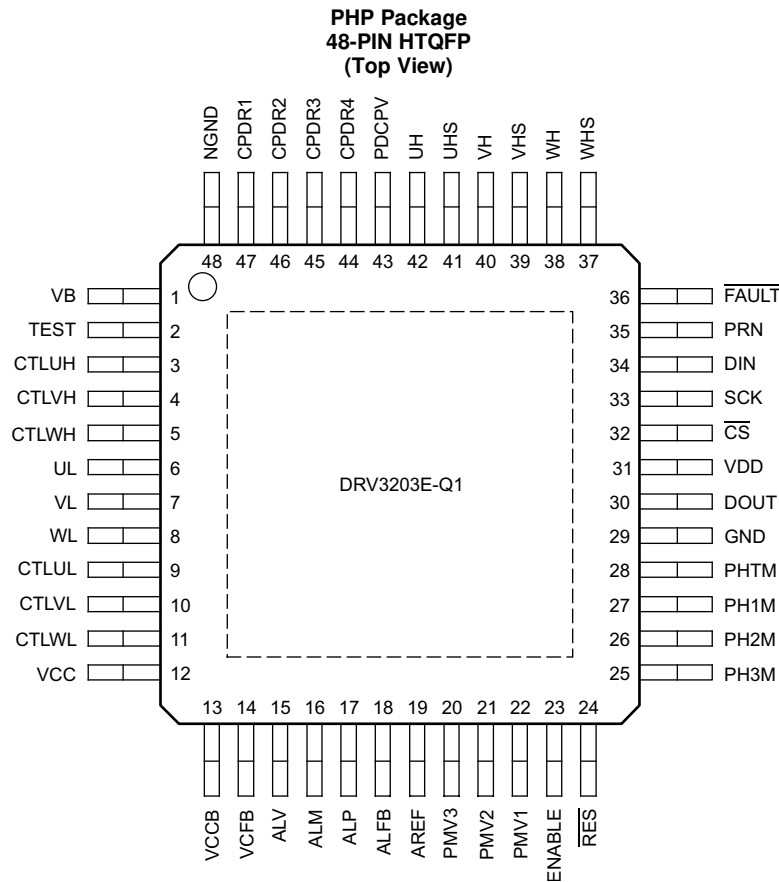 PHP Package
48-PIN HTQFP
(Top View)
NGND
CPDR1
CPDR2
CPDR3
CPDR4
PDCPV
UH
UHS
VH
VHS
WH
WHS
48 47 46 45 44 43 42 41 40 39 38 37
VB 1
TEST 2
CTLUH 3
CTLVH 4
CTLWH 5
UL 6
VL 7
WL 8
CTLUL 9
CTLVL 10
CTLWL 11
VCC 12
DRV3203E-Q1
36 FAULT
35 PRN
34 DIN
33 SCK
32 CS
31 VDD
30 DOUT
29 GND
28 PHTM
27 PH1M
26 PH2M
25 PH3M
13 14 15 16 17 18 19 20 21 22 23 24
VCCB
VCFB
ALV
ALM
ALP
ALFB
AREF
PMV3
PMV2
PMV1
ENABLE
RES